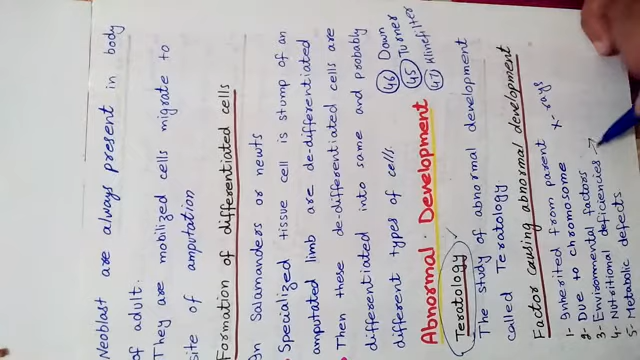 Neoblast are always present in body
of adult.
They are mobilized cells migrate to
site of amputation
Formation of differentiated cells
In Salamanders or newts
Specialized tissue cell is stump of an
amputated limb are de-differentiated
Then these de-differentiated cells are
differentiated into same and probably
different types of cells.
46 Down
45 Turner
47 Klinefilter
Abnormal Development
Teratology
The study of abnormal development
called Teratology
Factor causing abnormal development
1- Inherited from parent
2- Due to chromosome X-rays
3- Environmental factors
4- Nutritional deficiencies
5- Metabolic defects